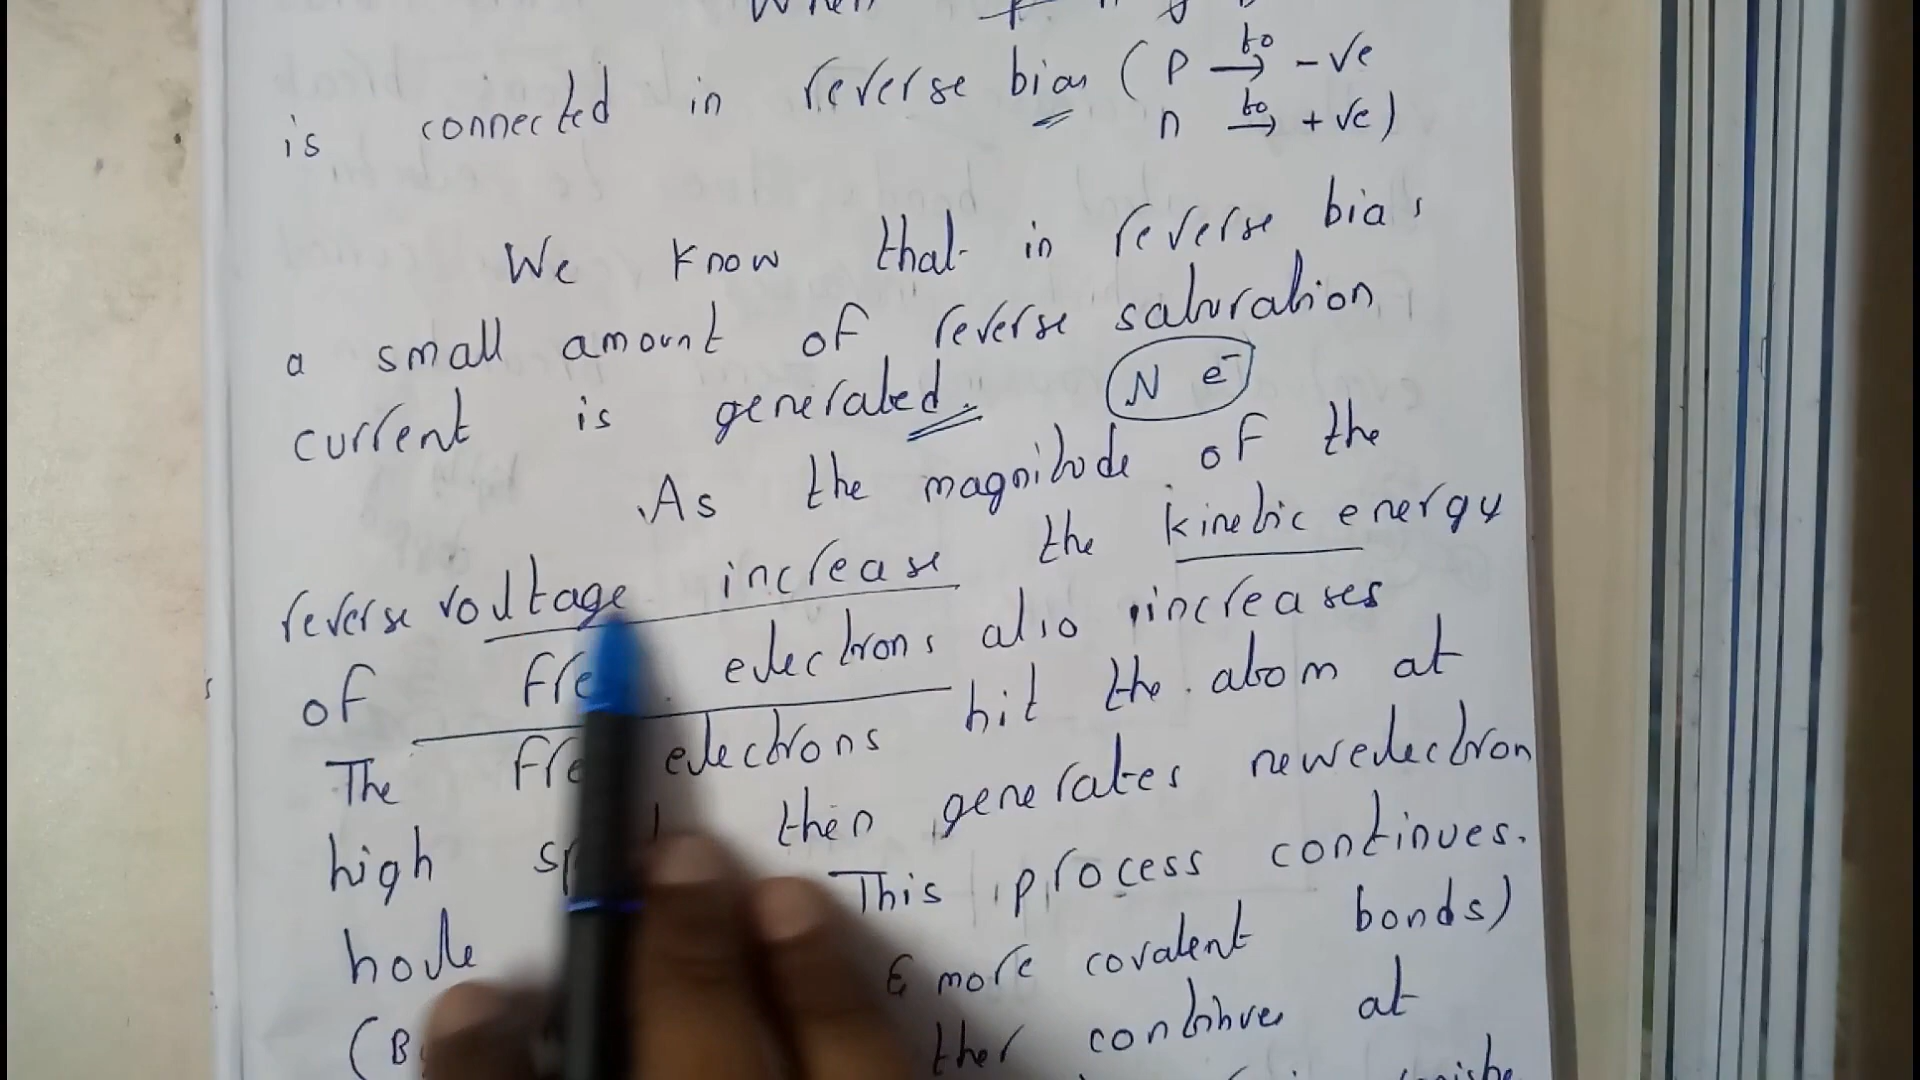 When
is connected in reverse bias ( p to → -ve
n to → +ve)
We know that in reverse bias
a small amount of reverse saturation
current is generated. N e-
As the magnitude of the
reverse voltage increase the kinetic energy
of electrons also increases
The electrons hit the atom at
high then generates new electron
hole This process continues.
& more covalent bonds)
continue at